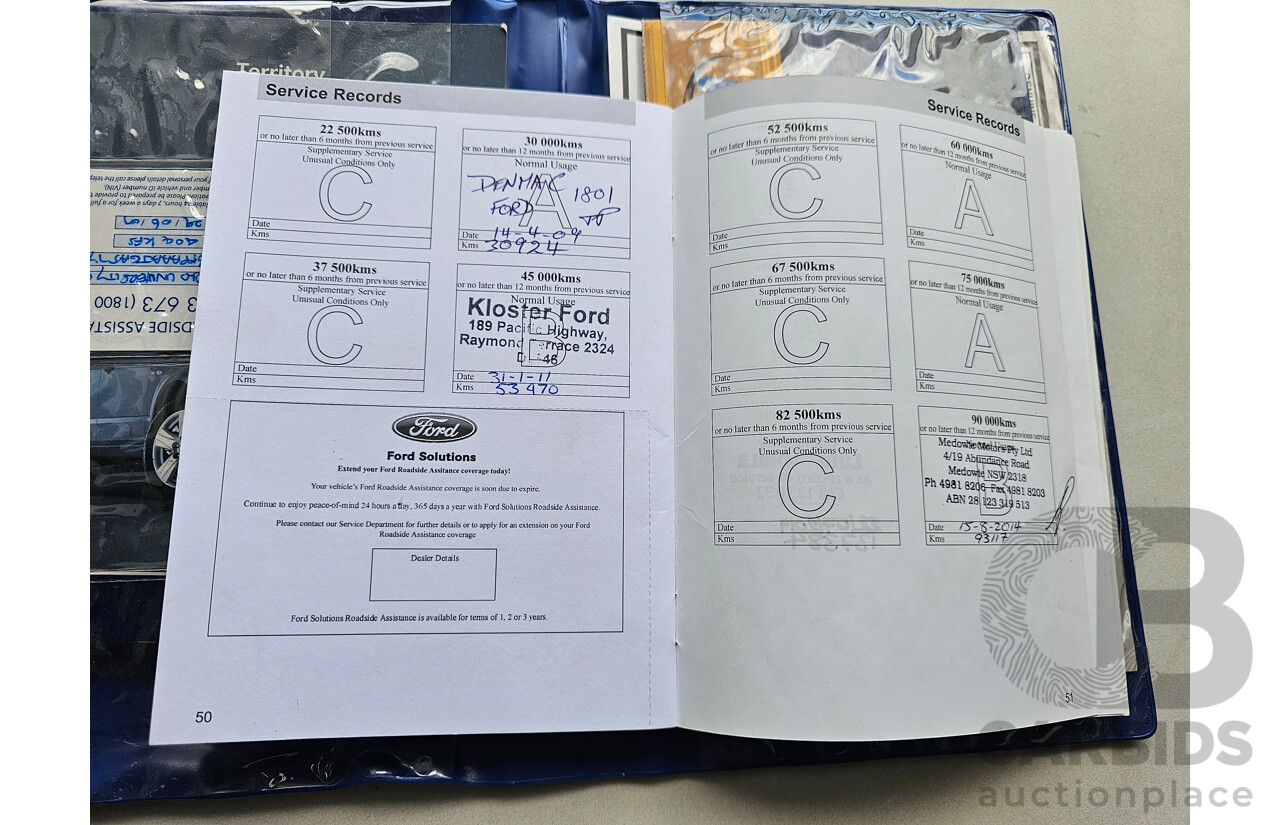 Territory
Service Records
22 500kms
or no later than 6 months from previous service
Supplementary Service
Unusual Conditions Only
C
Date
Kms
30 000kms
or no later than 12 months from previous service
Normal Usage
A
DENMAC
FORD
1801
Date 14-4-09
Kms 30924
37 500kms
or no later than 6 months from previous service
Supplementary Service
Unusual Conditions Only
C
Date
Kms
45 000kms
or no later than 12 months from previous service
Normal Usage
B
Kloster Ford
189 Pacific Highway,
Raymond Terrace 2324
Date 31-1-11
Kms 53970
Ford
Ford Solutions
Extend your Ford Roadside Assitance coverage today!
Your vehicle's Ford Roadside Assistance coverage is soon due to expire.
Continue to enjoy peace-of-mind 24 hours a day, 365 days a year with Ford Solutions Roadside Assistance.
Please contact our Service Department for further details or to apply for an extension on your Ford
Roadside Assistance coverage
Dealer Details
Ford Solutions Roadside Assistance is available for terms of 1, 2 or 3 years.
50
Service Records
52 500kms
or no later than 6 months from previous service
Supplementary Service
Unusual Conditions Only
C
Date
Kms
60 000kms
or no later than 12 months from previous service
Normal Usage
A
Date
Kms
67 500kms
or no later than 6 months from previous service
Supplementary Service
Unusual Conditions Only
C
Date
Kms
75 000kms
or no later than 12 months from previous service
Normal Usage
A
Date
Kms
82 500kms
or no later than 6 months from previous service
Supplementary Service
Unusual Conditions Only
C
Date
Kms
90 000kms
or no later than 12 months from previous service
B
Medowie Motors Pty Ltd
4/19 Abundance Road
Medowie NSW 2318
Ph 4981 8206 Fax 4981 8203
ABN 28 123 319 513
Date 15-8-2014
Kms 93117
51
CARBIDS
auctionplace